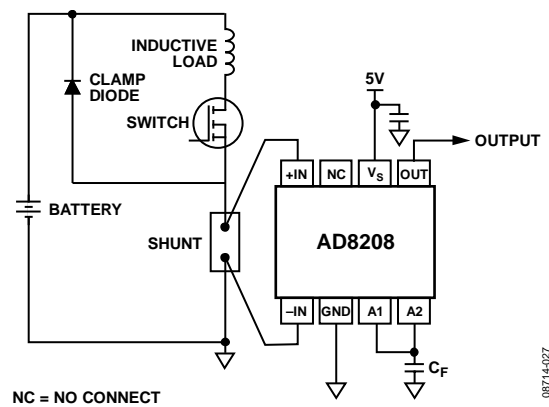 INDUCTIVE
LOAD
CLAMP
DIODE
SWITCH
BATTERY
SHUNT
5V
OUTPUT
+IN
NC
VS
OUT
AD8208
–IN
GND
A1
A2
CF
NC = NO CONNECT
08714-027